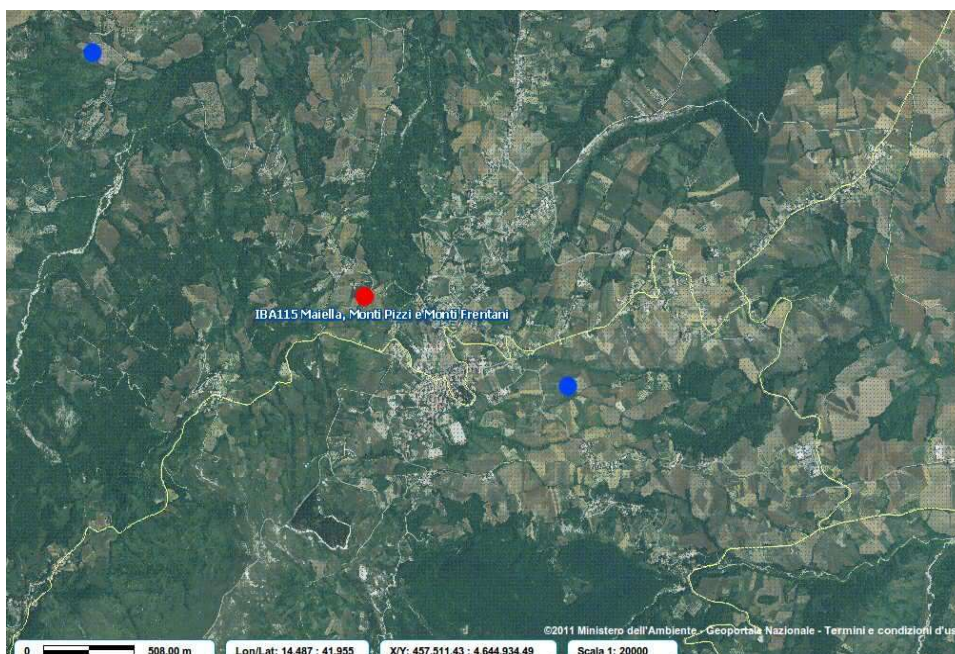 IBA115 Maiella, Monti Pizzi e Monti Frentani
©2011 Ministero dell'Ambiente - Geoportale Nazionale - Termini e condizioni d'us
0 508.00 m Lon/Lat: 14.487 : 41.955 X/Y: 457,511.43 : 4,644,934.49 Scala 1: 20000